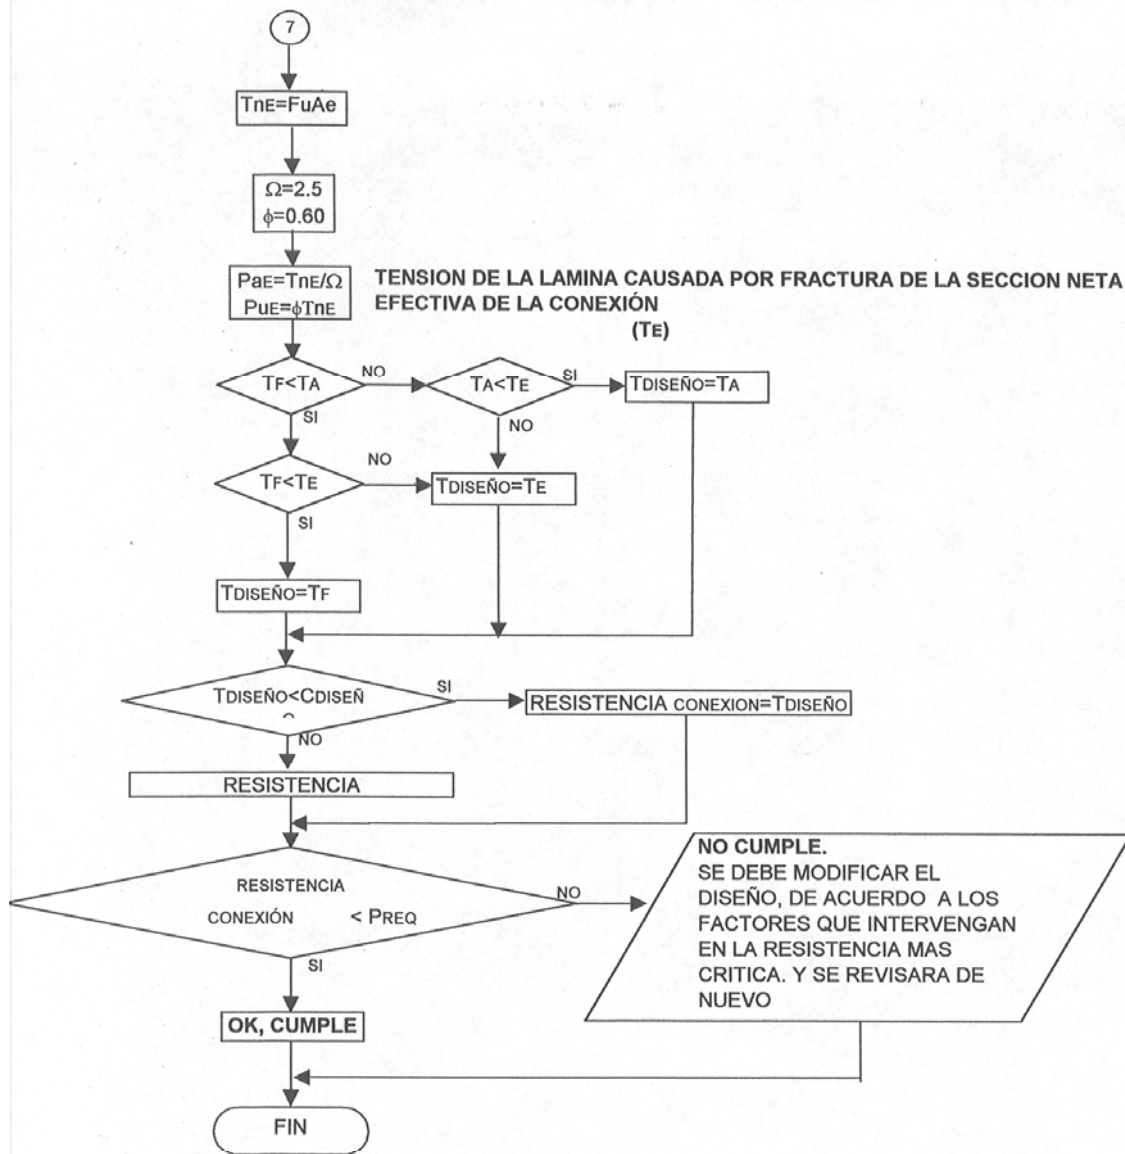 7
TnE=FuAe
Ω=2.5
ϕ=0.60
PaE=TnE/Ω
PuE=ϕTnE
TENSION DE LA LAMINA CAUSADA POR FRACTURA DE LA SECCION NETA
EFECTIVA DE LA CONEXIÓN
(TE)
TF<TA
NO
TA<TE
SI
TDISEÑO=TA
SI
NO
TF<TE
NO
TDISEÑO=TE
SI
TDISEÑO=TF
TDISEÑO<CDISEÑ
SI
RESISTENCIA CONEXION=TDISEÑO
NO
RESISTENCIA
RESISTENCIA
CONEXIÓN < PREQ
NO
NO CUMPLE.
SE DEBE MODIFICAR EL
DISEÑO, DE ACUERDO A LOS
FACTORES QUE INTERVENGAN
EN LA RESISTENCIA MAS
CRITICA. Y SE REVISARA DE
NUEVO
SI
OK, CUMPLE
FIN